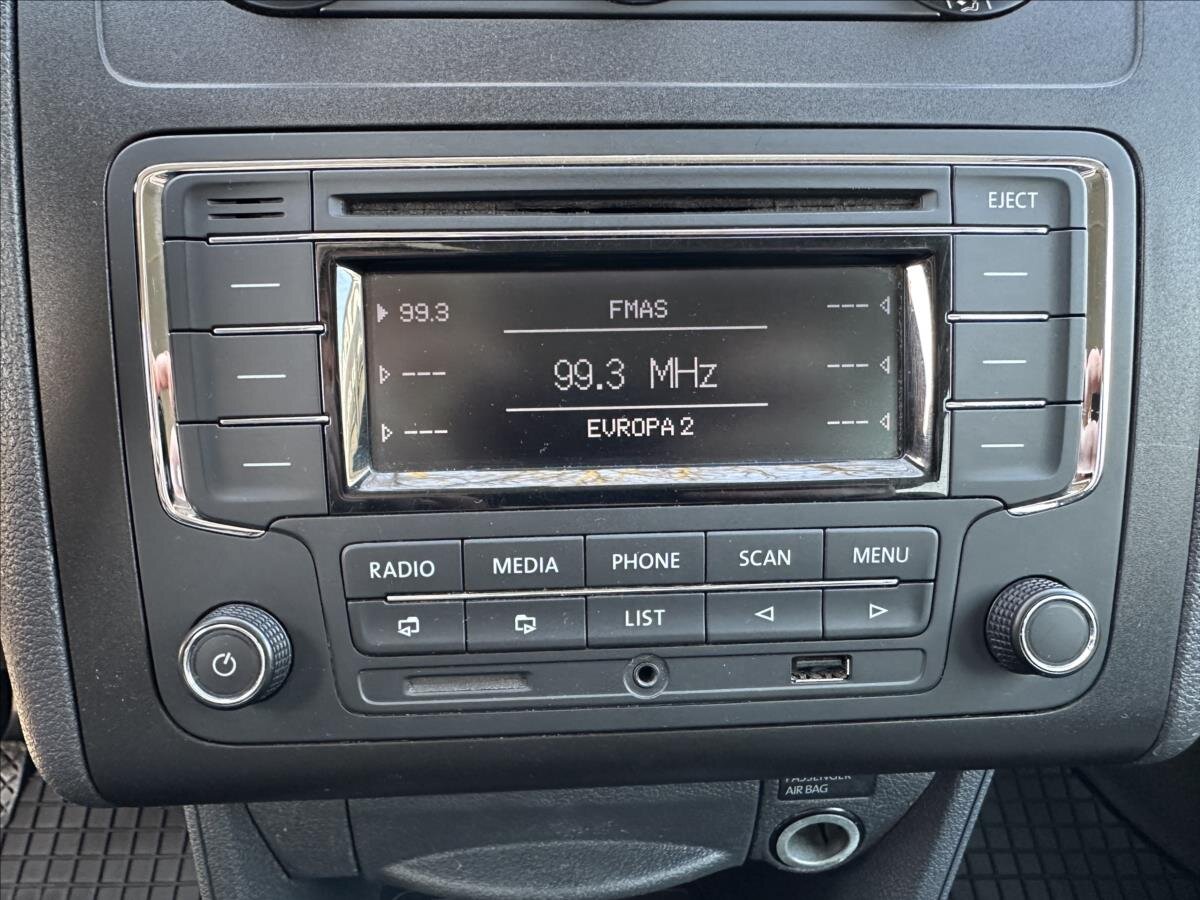 EJECT
99.3 FMAS ---
--- 99.3 MHz ---
--- EVROPA 2 ---
RADIO MEDIA PHONE SCAN MENU
LIST
PASSENGER
AIR BAG